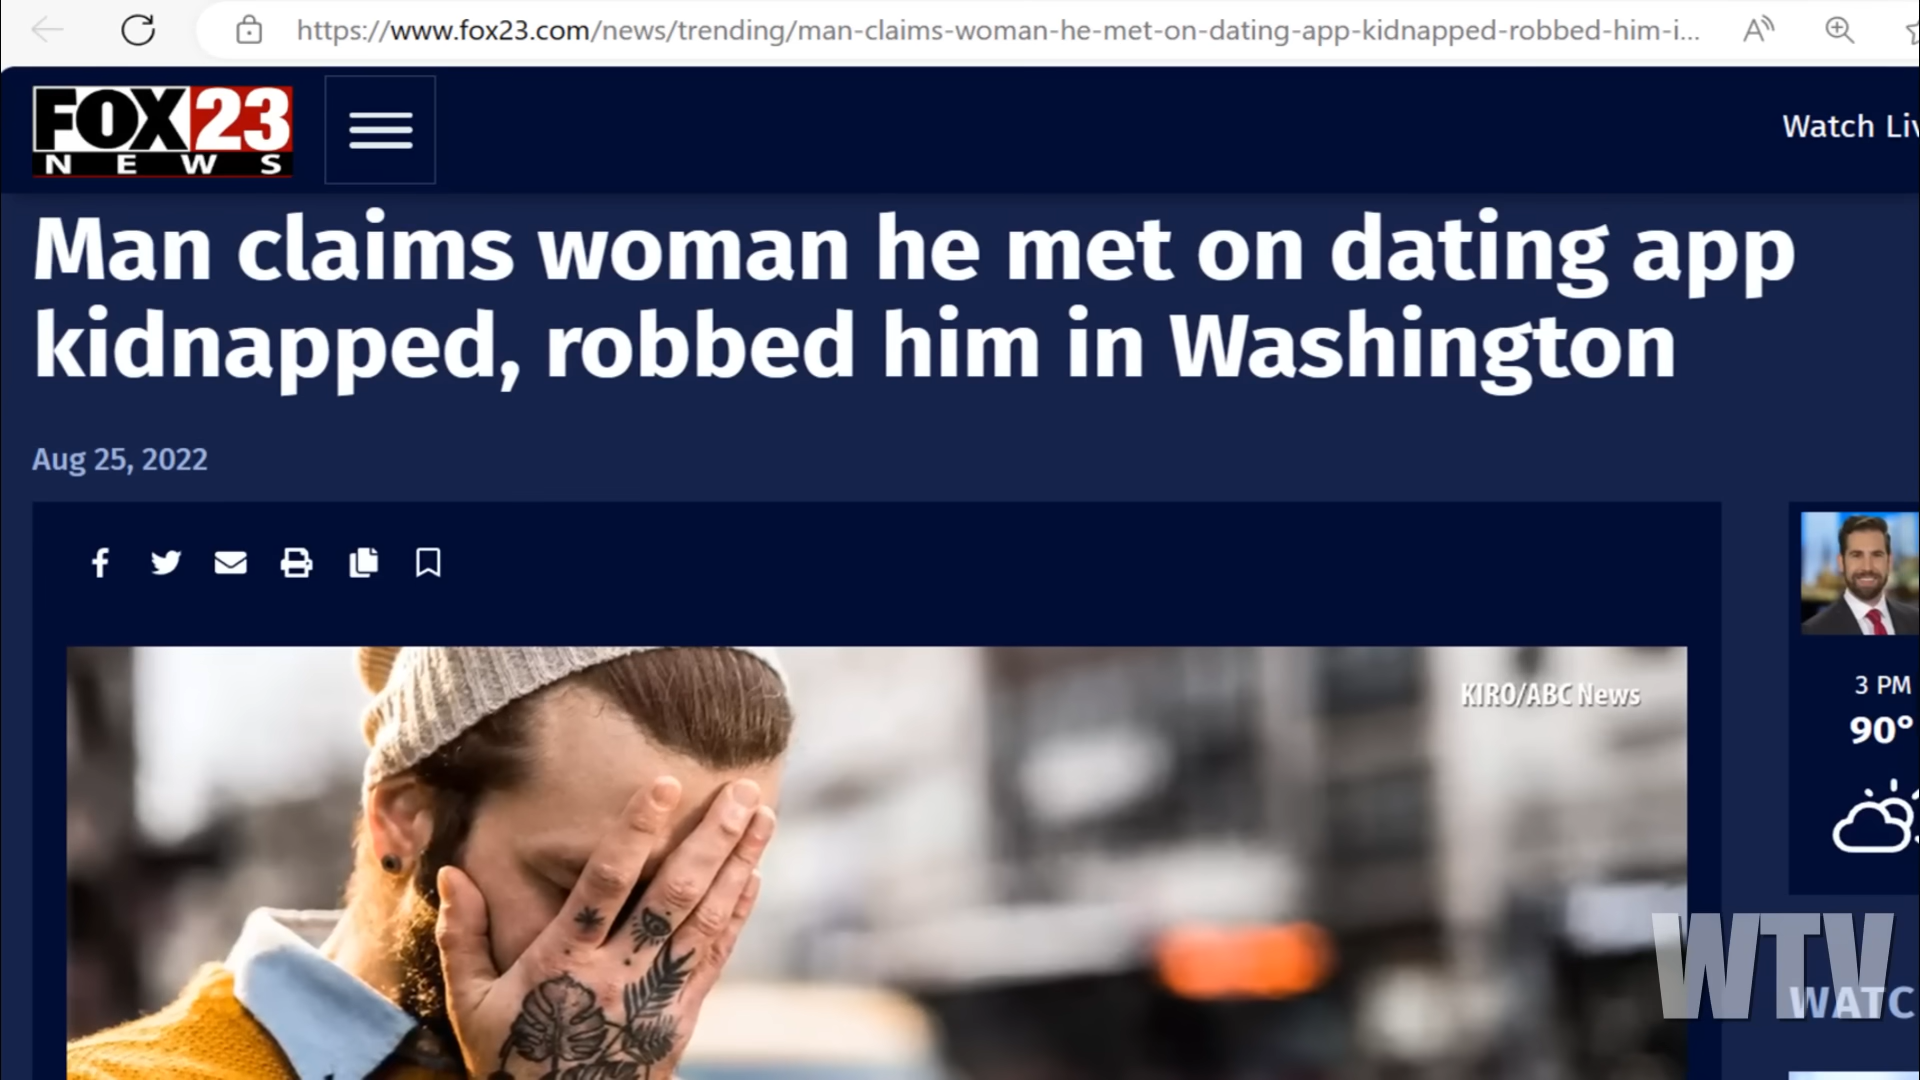 https://www.fox23.com/news/trending/man-claims-woman-he-met-on-dating-app-kidnapped-robbed-him-i...
FOX23
NEWS
Watch Liv
Man claims woman he met on dating app
kidnapped, robbed him in Washington
Aug 25, 2022
KIRO/ABC News
3 PM
90°
WTV
WATC